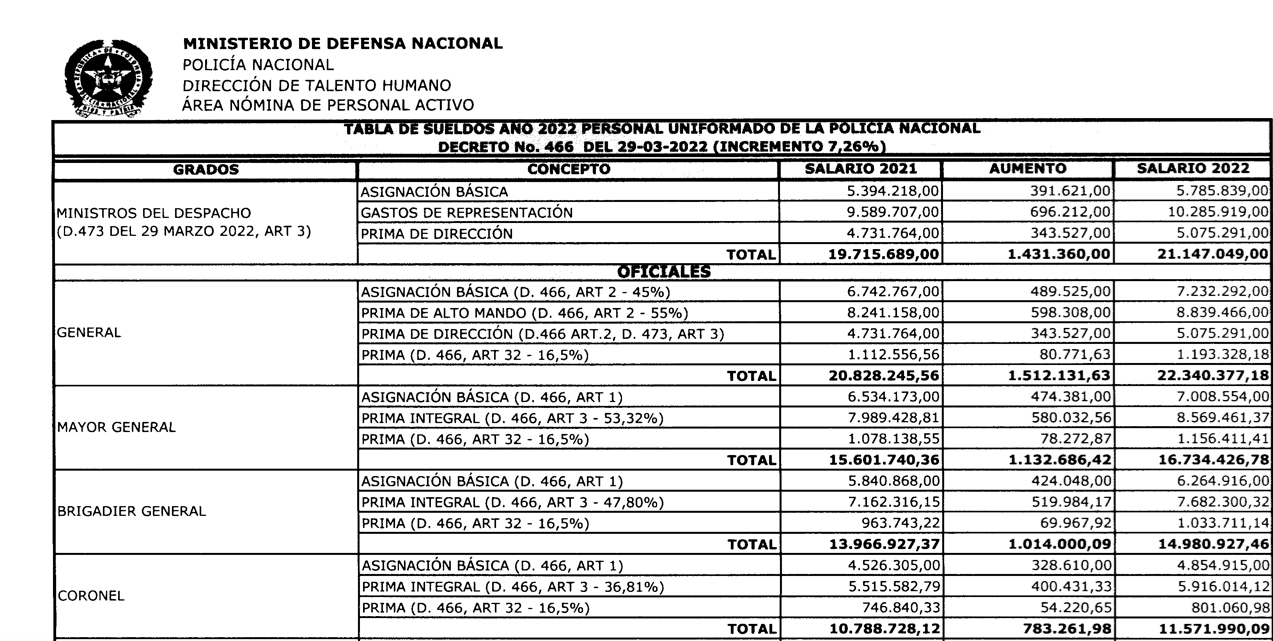 MINISTERIO DE DEFENSA NACIONAL
POLICÍA NACIONAL
DIRECCIÓN DE TALENTO HUMANO
ÁREA NÓMINA DE PERSONAL ACTIVO
TABLA DE SUELDOS ANO 2022 PERSONAL UNIFORMADO DE LA POLICIA NACIONAL
DECRETO No. 466 DEL 29-03-2022 (INCREMENTO 7,26%)
GRADOS CONCEPTO SALARIO 2021 AUMENTO SALARIO 2022
ASIGNACIÓN BÁSICA 5.394.218,00 391.621,00 5.785.839,00
MINISTROS DEL DESPACHO GASTOS DE REPRESENTACIÓN 9.589.707,00 696.212,00 10.285.919,00
(D.473 DEL 29 MARZO 2022, ART 3) PRIMA DE DIRECCIÓN 4.731.764,00 343.527,00 5.075.291,00
TOTAL 19.715.689,00 1.431.360,00 21.147.049,00
OFICIALES
ASIGNACIÓN BÁSICA (D. 466, ART 2 - 45%) 6.742.767,00 489.525,00 7.232.292,00
PRIMA DE ALTO MANDO (D. 466, ART 2 - 55%) 8.241.158,00 598.308,00 8.839.466,00
GENERAL PRIMA DE DIRECCIÓN (D.466 ART.2, D. 473, ART 3) 4.731.764,00 343.527,00 5.075.291,00
PRIMA (D. 466, ART 32 - 16,5%) 1.112.556,56 80.771,63 1.193.328,18
TOTAL 20.828.245,56 1.512.131,63 22.340.377,18
ASIGNACIÓN BÁSICA (D. 466, ART 1) 6.534.173,00 474.381,00 7.008.554,00
MAYOR GENERAL PRIMA INTEGRAL (D. 466, ART 3 - 53,32%) 7.989.428,81 580.032,56 8.569.461,37
PRIMA (D. 466, ART 32 - 16,5%) 1.078.138,55 78.272,87 1.156.411,41
TOTAL 15.601.740,36 1.132.686,42 16.734.426,78
ASIGNACIÓN BÁSICA (D. 466, ART 1) 5.840.868,00 424.048,00 6.264.916,00
BRIGADIER GENERAL PRIMA INTEGRAL (D. 466, ART 3 - 47,80%) 7.162.316,15 519.984,17 7.682.300,32
PRIMA (D. 466, ART 32 - 16,5%) 963.743,22 69.967,92 1.033.711,14
TOTAL 13.966.927,37 1.014.000,09 14.980.927,46
ASIGNACIÓN BÁSICA (D. 466, ART 1) 4.526.305,00 328.610,00 4.854.915,00
CORONEL PRIMA INTEGRAL (D. 466, ART 3 - 36,81%) 5.515.582,79 400.431,33 5.916.014,12
PRIMA (D. 466, ART 32 - 16,5%) 746.840,33 54.220,65 801.060,98
TOTAL 10.788.728,12 783.261,98 11.571.990,09